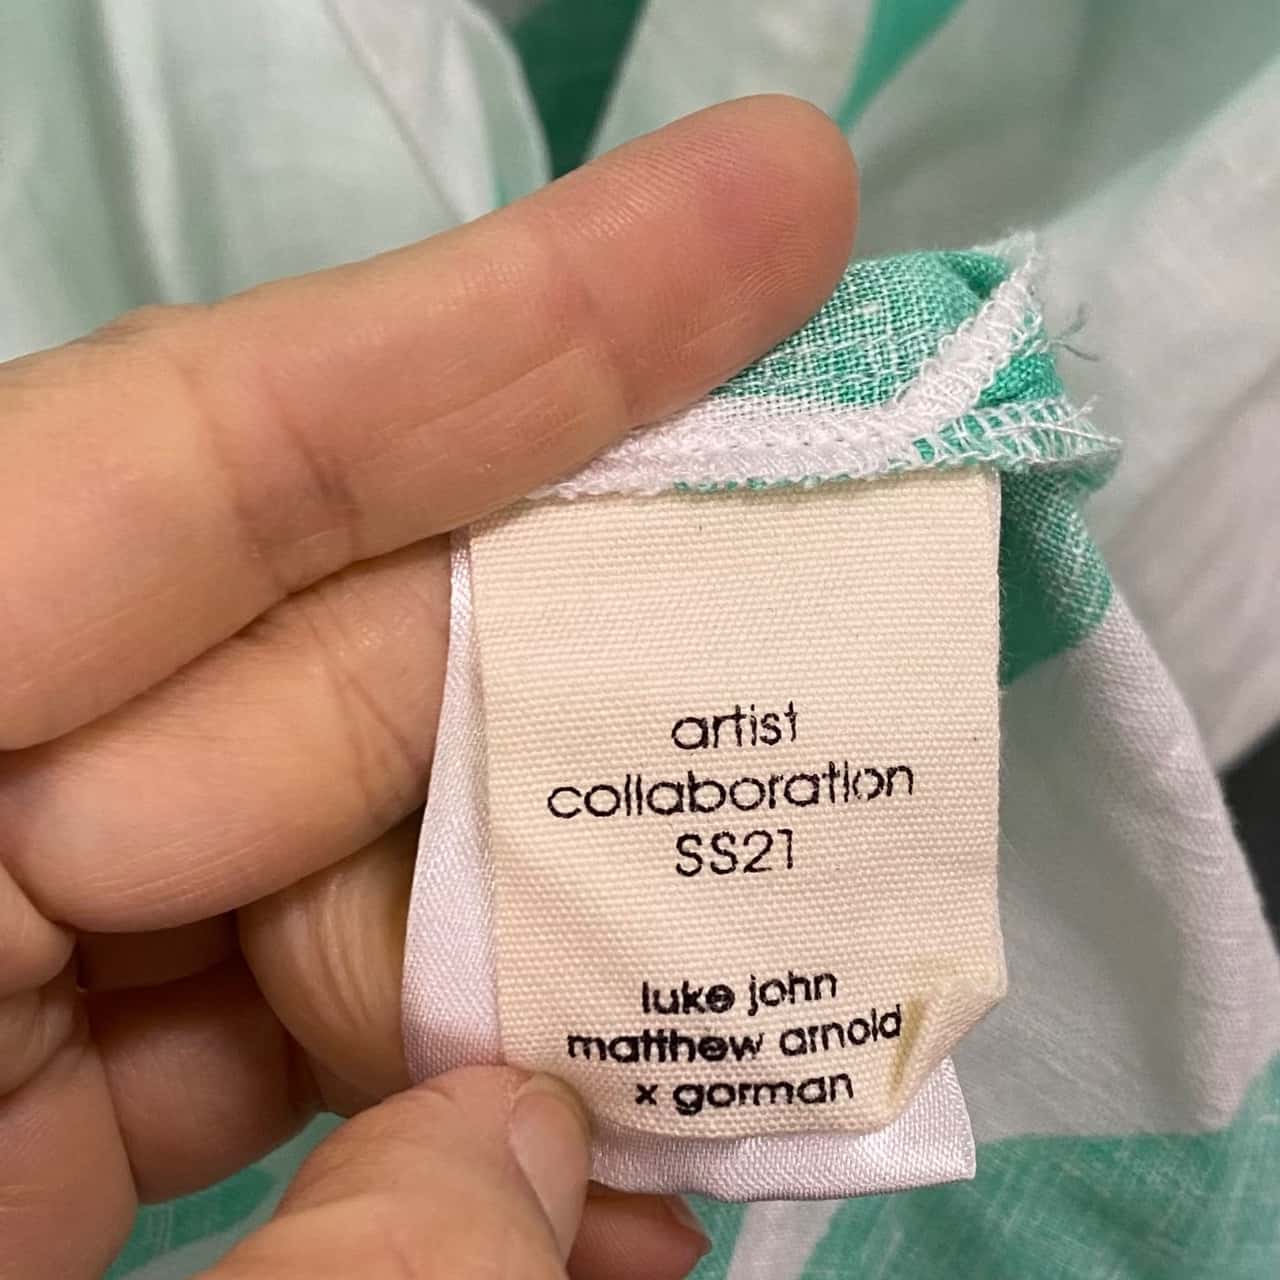 artist
collaboration
SS21
luke john
matthew arnold
x gorman